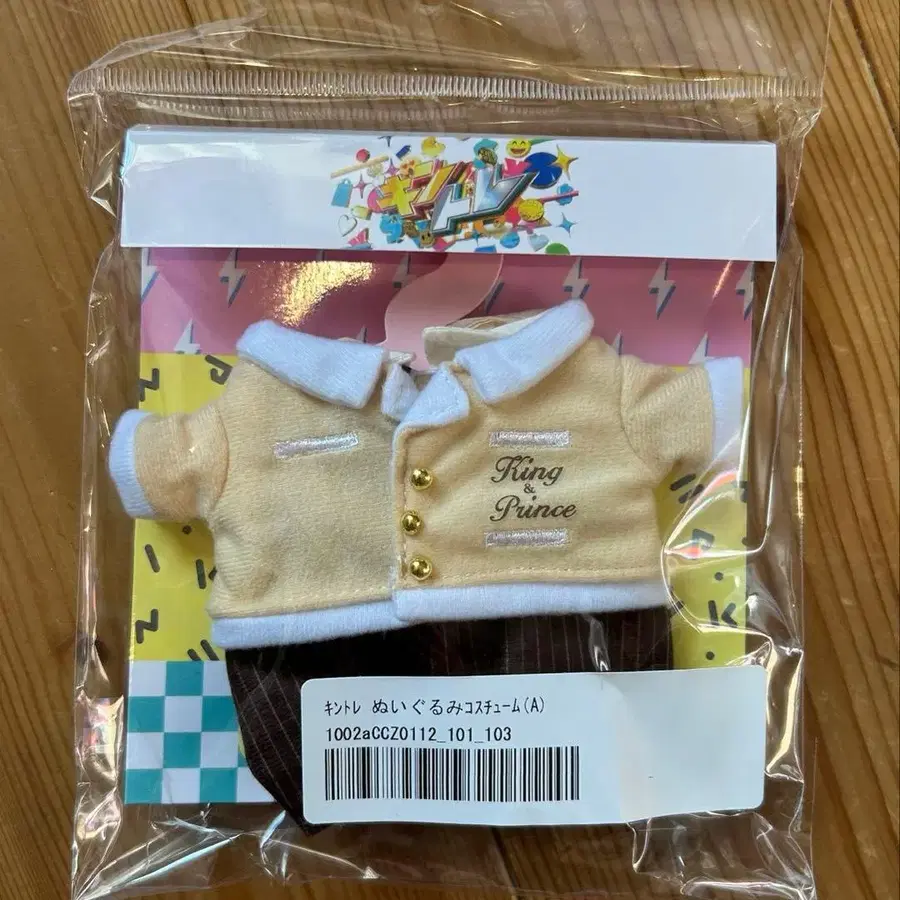 キントレ
King
&
Prince
キントレ ぬいぐるみコスチューム(A)
1002aCCZ0112_101_103